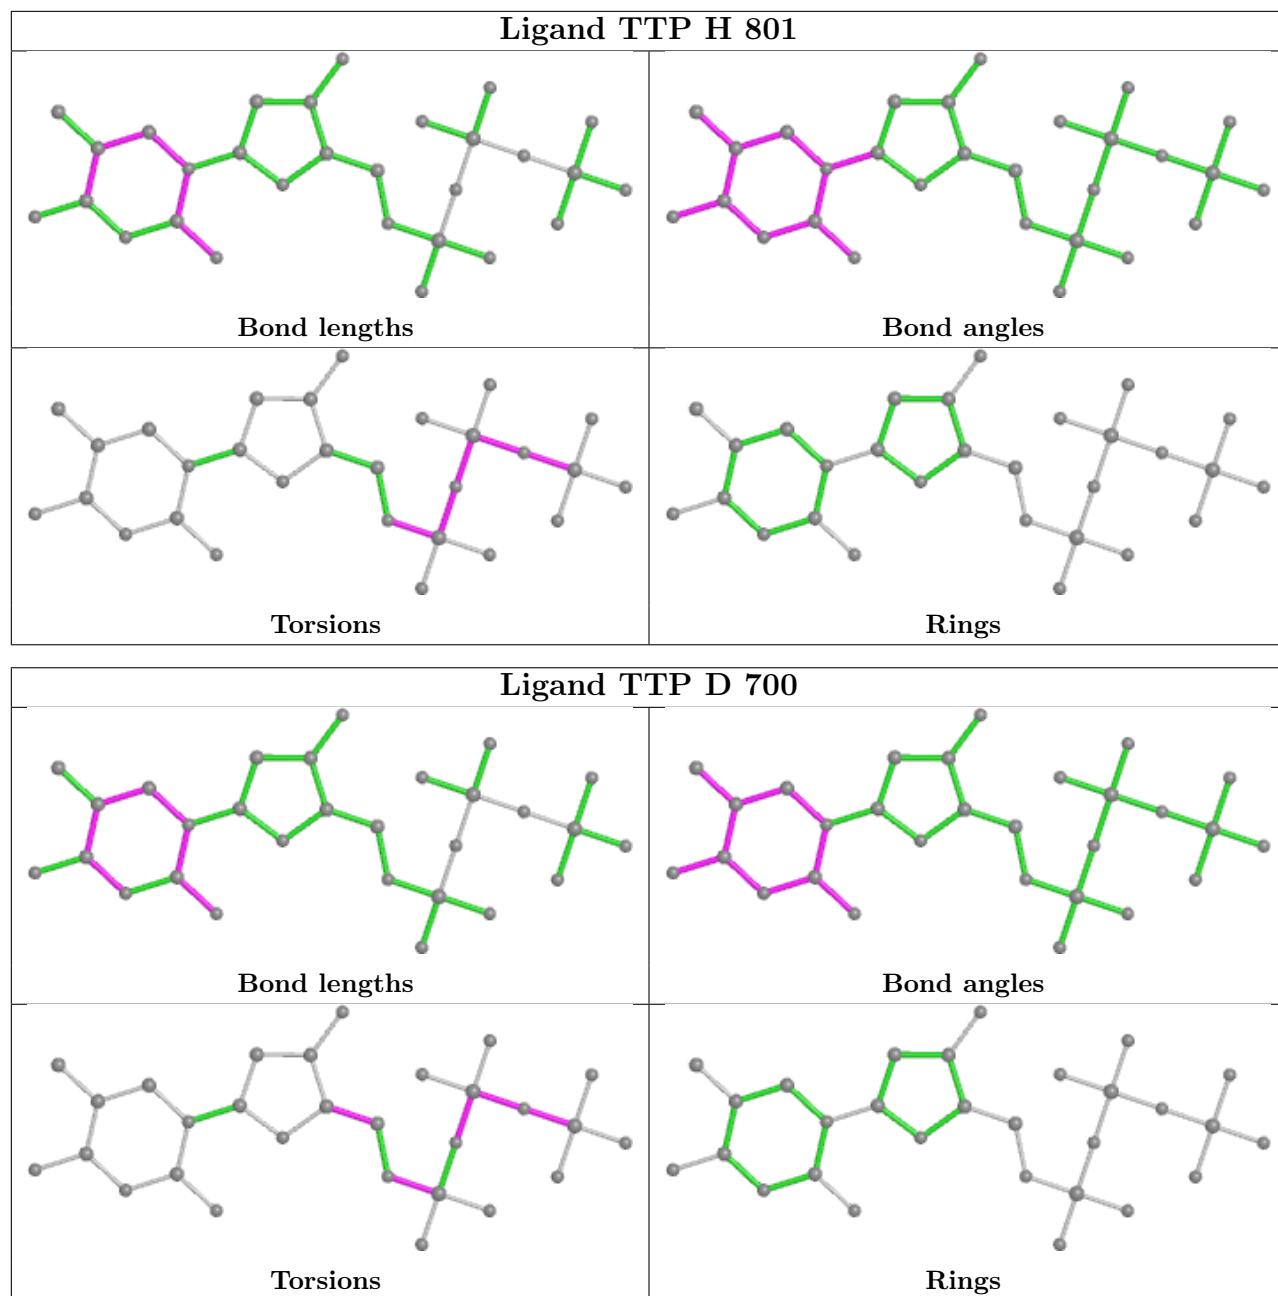 Ligand TTP H 801
Bond lengths
Bond angles
Torsions
Rings
Ligand TTP D 700
Bond lengths
Bond angles
Torsions
Rings